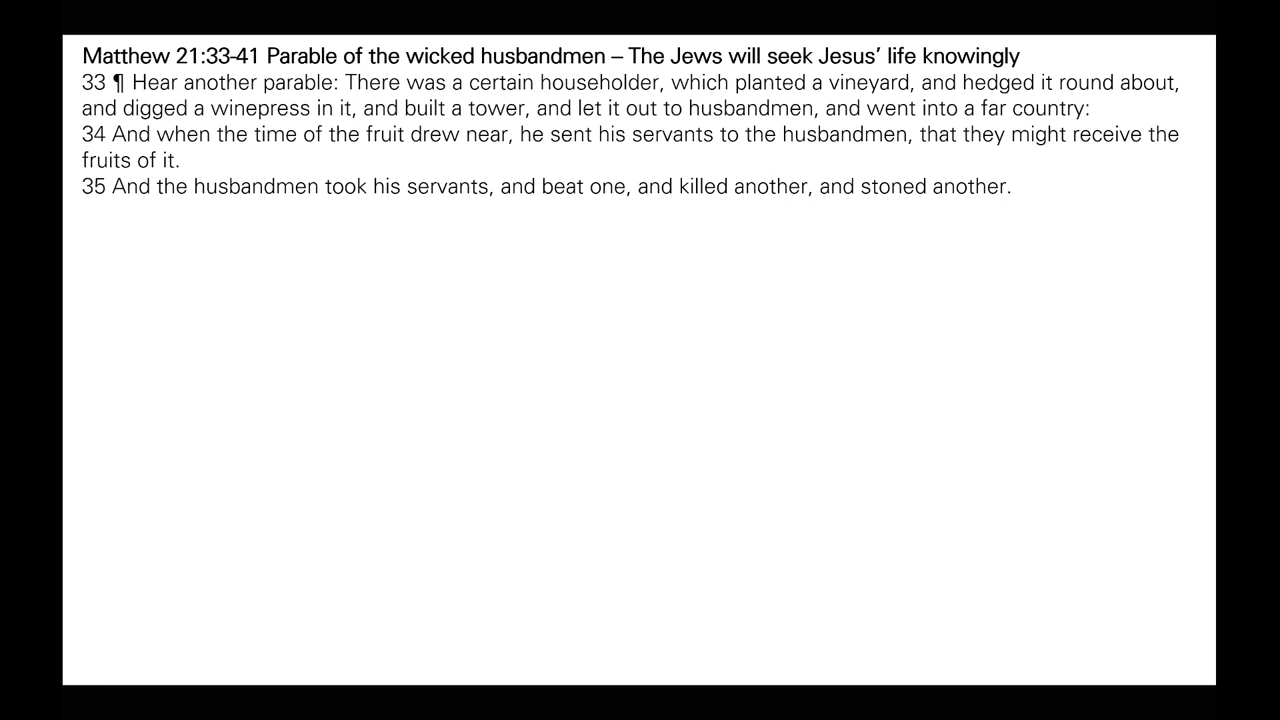 Matthew 21:33-41 Parable of the wicked husbandmen – The Jews will seek Jesus’ life knowingly
33 ¶ Hear another parable: There was a certain householder, which planted a vineyard, and hedged it round about,
and digged a winepress in it, and built a tower, and let it out to husbandmen, and went into a far country:
34 And when the time of the fruit drew near, he sent his servants to the husbandmen, that they might receive the
fruits of it.
35 And the husbandmen took his servants, and beat one, and killed another, and stoned another.